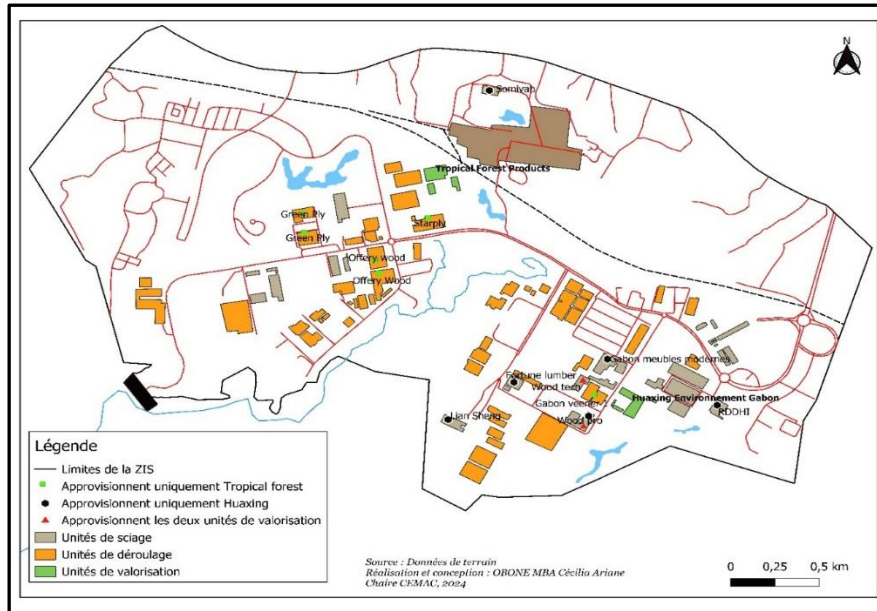 N
Somivab
Tropical Forest Products
Green Ply
Starply
Green Ply
Offery wood
Offery Wood
Gabon meubles modernes
Fortune lumber
Wood tech
Gabon veener
Huaxing Environnement Gabon
Lian Sheng
Wood pro
RDDHI
Légende
Limites de la ZIS
Approvisionnent uniquement Tropical forest
Approvisionnent uniquement Huaxing
Approvisionnent les deux unités de valorisation
Unités de sciage
Unités de déroulage
Unités de valorisation
Source : Données de terrain
Réalisation et conception : OBONE MBA Cécilia Ariane
Chaire CEMAC, 2024
0 0,25 0,5 km